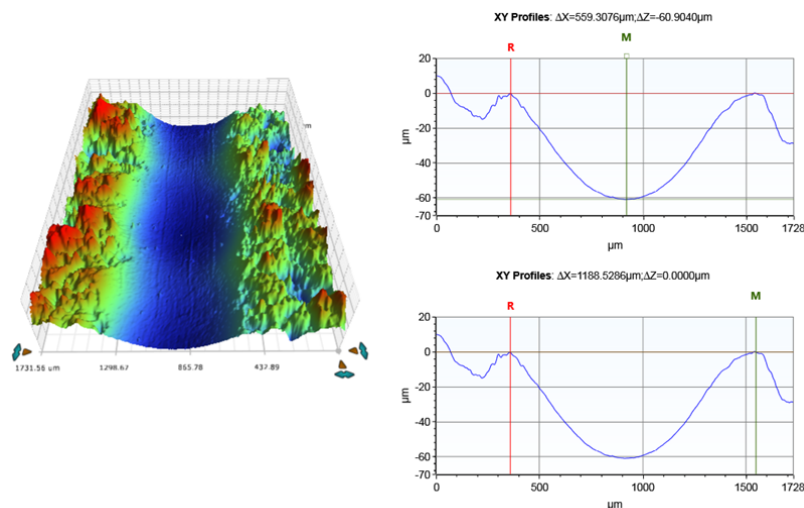 XY Profiles: ΔX=559.3076µm;ΔZ=-60.9040µm
R
M
20
0
-20
-40
-60
-70
µm
0
500
1000
1500
1728
µm
1731.56 um
1298.67
865.78
437.89
XY Profiles: ΔX=1188.5286µm;ΔZ=0.0000µm
R
M
20
0
-20
-40
-60
-70
µm
0
500
1000
1500
1728
µm